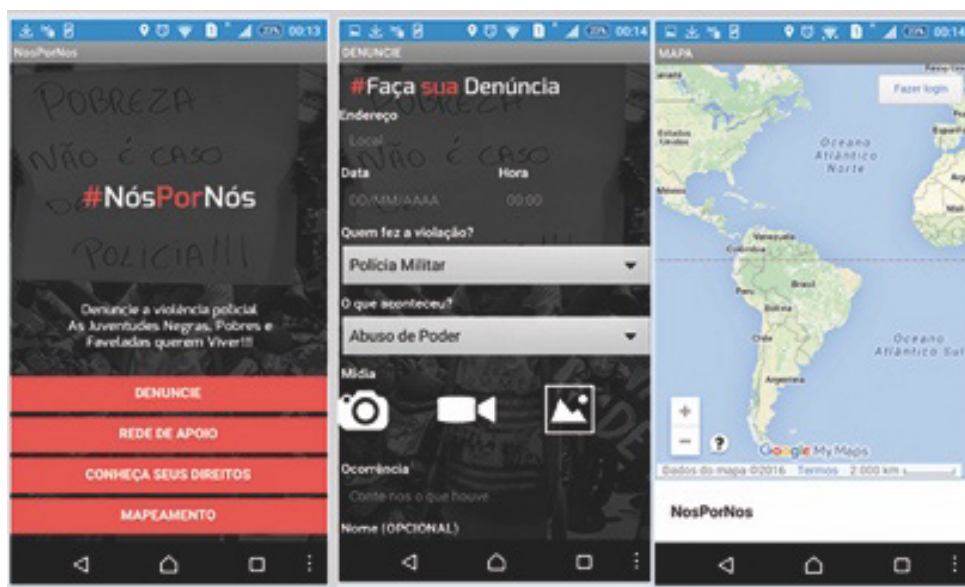 00:13
NosPorNos
POBREZA
NÃO É CASO
DE
POLICIA!!!
#NósPorNós
Denuncie a violência policial
As Juventudes Negras, Pobres e
Faveladas querem Viver!!!
DENUNCIE
REDE DE APOIO
CONHEÇA SEUS DIREITOS
MAPEAMENTO
00:14
DENUNCIE
#Faça sua Denúncia
Endereço
Local
Data Hora
DD/MM/AAAA 00:00
Quem fez a violação?
Polícia Militar
O que aconteceu?
Abuso de Poder
Mídia
Ocorrência
Conte nos o que houve
Nome (OPCIONAL)
00:14
MAPA
Fazer login
Estados
Unidos
Oceano
Atlântico
Norte
Venezuela
Colômbia
Brasil
Peru
Bolívia
Chile
Oceano
Atlântico Sul
Argentina
+
−
?
Google My Maps
Dados do mapa ©2016 Termos 2.000 km
NosPorNos